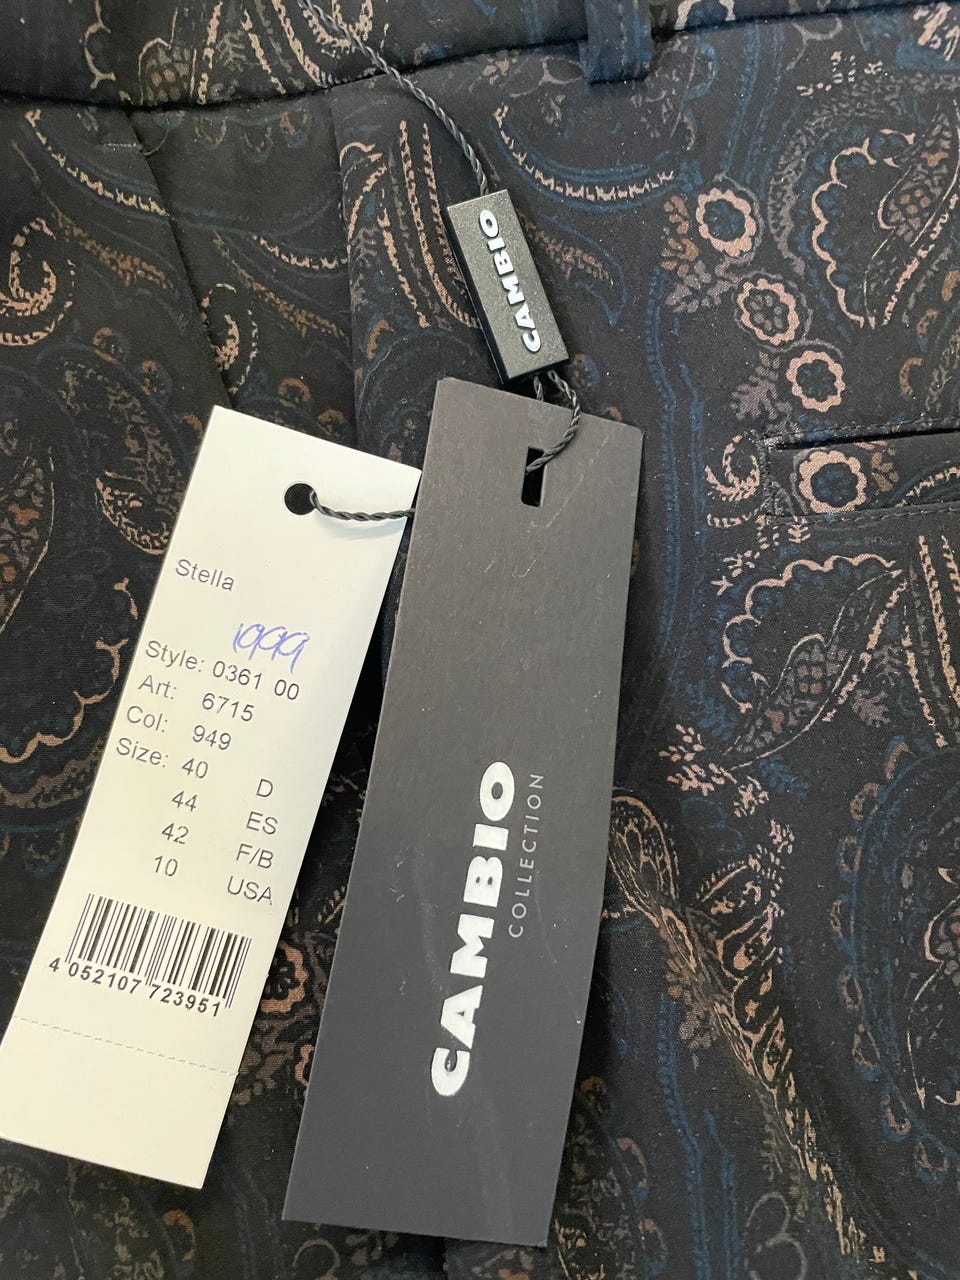 CAMBIO
Stella
1999
Style: 0361 00
Art: 6715
Col: 949
Size: 40 D
44 ES
42 F/B
10 USA
4 052107 723951
CAMBIO
COLLECTION